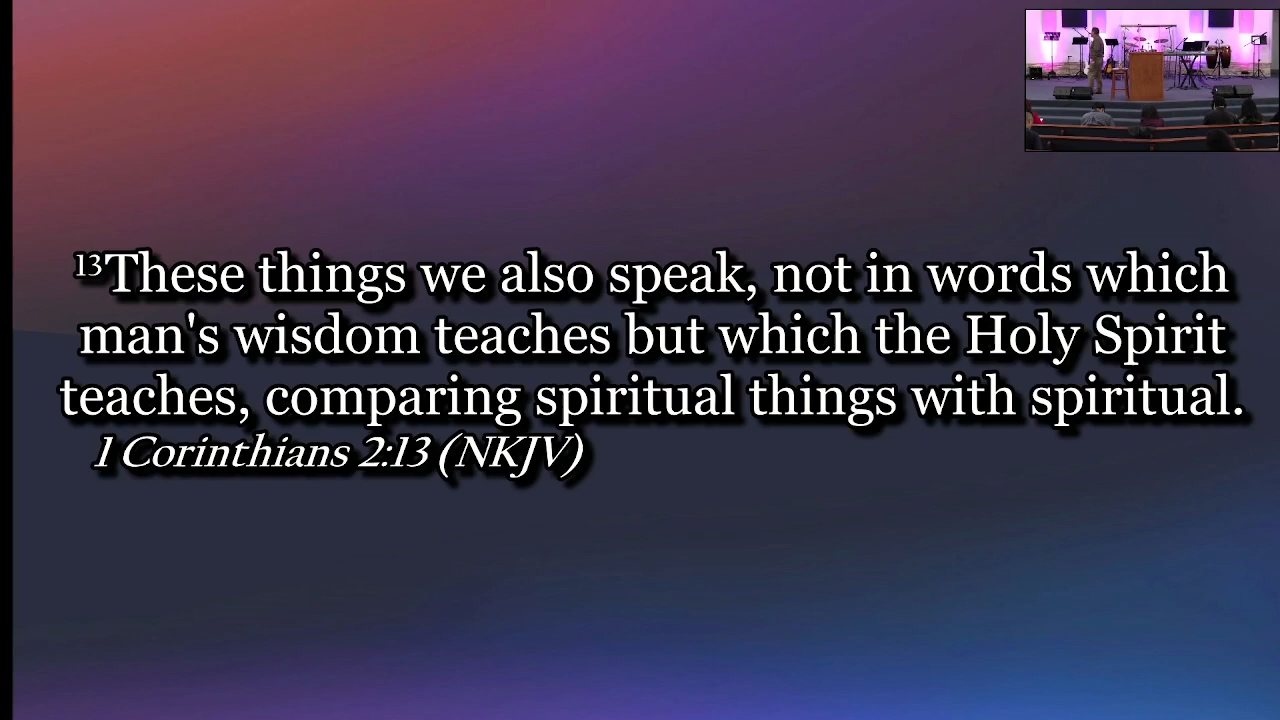 13These things we also speak, not in words which
man's wisdom teaches but which the Holy Spirit
teaches, comparing spiritual things with spiritual.
1 Corinthians 2:13 (NKJV)